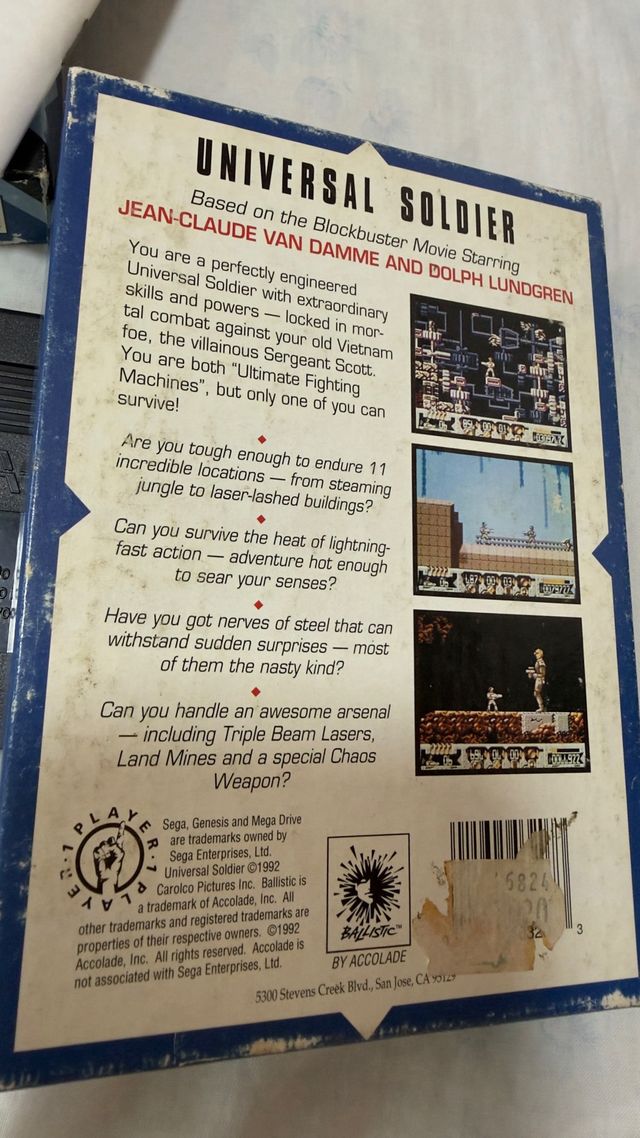 UNIVERSAL SOLDIER
Based on the Blockbuster Movie Starring
JEAN-CLAUDE VAN DAMME AND DOLPH LUNDGREN
You are a perfectly engineered
Universal Soldier with extraordinary
skills and powers — locked in mor-
tal combat against your old Vietnam
foe, the villainous Sergeant Scott.
You are both "Ultimate Fighting
Machines", but only one of you can
survive!
Are you tough enough to endure 11
incredible locations — from steaming
jungle to laser-lashed buildings?
Can you survive the heat of lightning-
fast action — adventure hot enough
to sear your senses?
Have you got nerves of steel that can
withstand sudden surprises — most
of them the nasty kind?
Can you handle an awesome arsenal
— including Triple Beam Lasers,
Land Mines and a special Chaos
Weapon?
1 PLAYER · 1 PLAYER ·
Sega, Genesis and Mega Drive
are trademarks owned by
Sega Enterprises, Ltd.
Universal Soldier ©1992
Carolco Pictures Inc. Ballistic is
a trademark of Accolade, Inc. All
other trademarks and registered trademarks are
properties of their respective owners. ©1992
Accolade, Inc. All rights reserved. Accolade is
not associated with Sega Enterprises, Ltd.
BALLISTIC™
BY ACCOLADE
6824
3
5300 Stevens Creek Blvd., San Jose, CA 95129